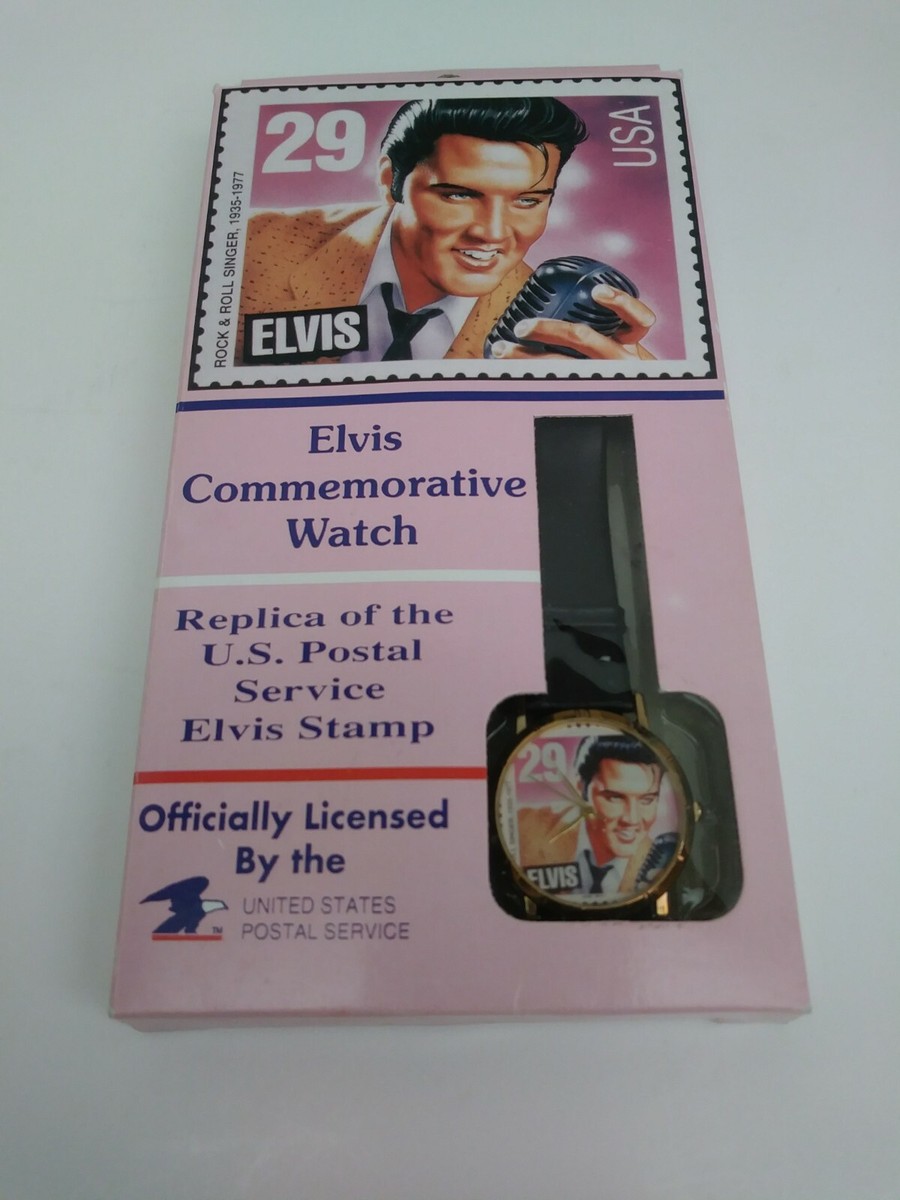 29
USA
ROCK & ROLL SINGER, 1935-1977
ELVIS
Elvis
Commemorative
Watch
Replica of the
U.S. Postal
Service
Elvis Stamp
Officially Licensed
By the
UNITED STATES
POSTAL SERVICE
TM
29
ELVIS